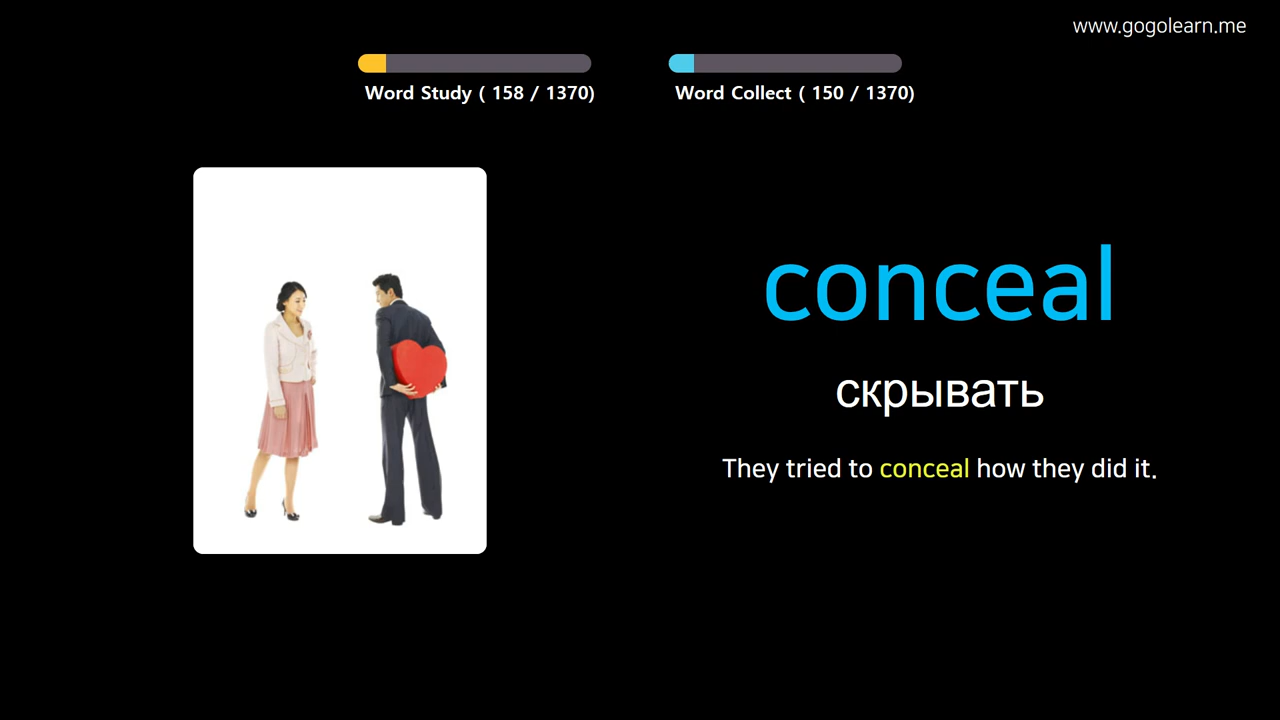 www.gogolearn.me
Word Study ( 158 / 1370)
Word Collect ( 150 / 1370)
conceal
скрывать
They tried to conceal how they did it.